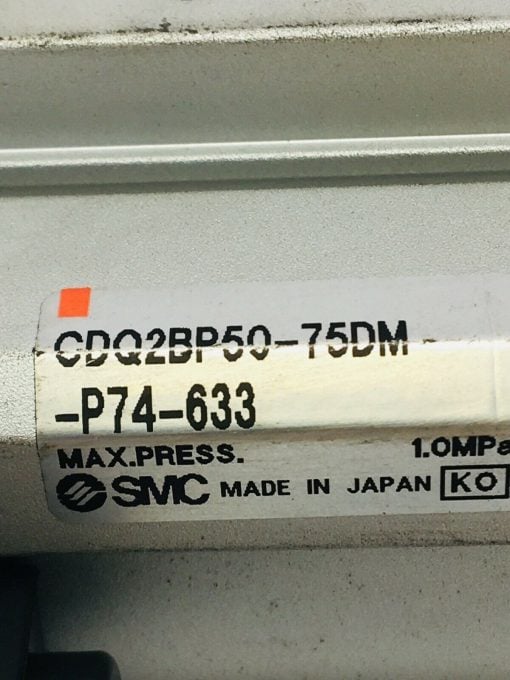 CDQ2BP50-75DM
-P74-633
MAX.PRESS. 1.0MPa
SMC MADE IN JAPAN KO